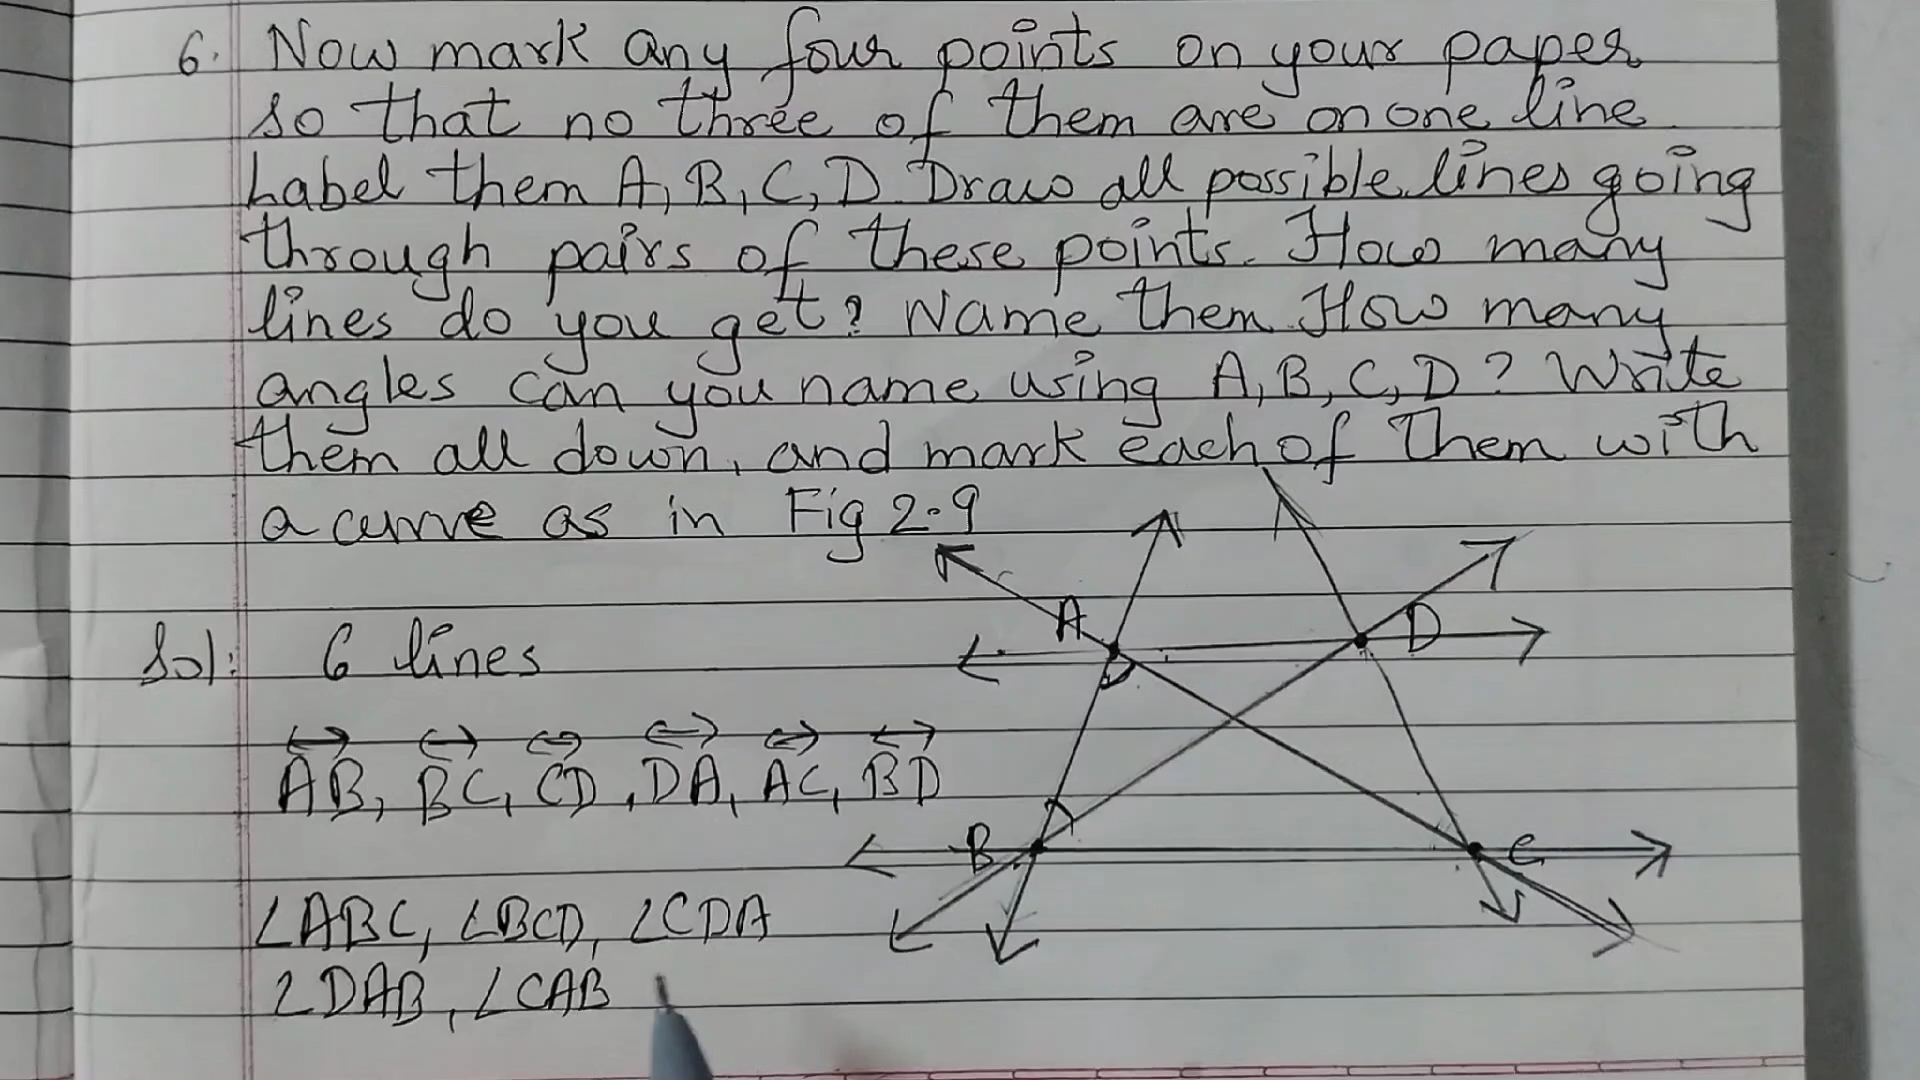 6. Now mark any four points on your paper
so that no three of them are on one line.
Label them A, B, C, D. Draw all possible lines going
through pairs of these points. How many
lines do you get? Name them. How many
angles can you name using A, B, C, D? Write
them all down, and mark each of them with
a curve as in Fig 2.9
Sol: 6 lines
AB, BC, CD, DA, AC, BD
∠ABC, ∠BCD, ∠CDA
∠DAB, ∠CAB
A
D
B
C